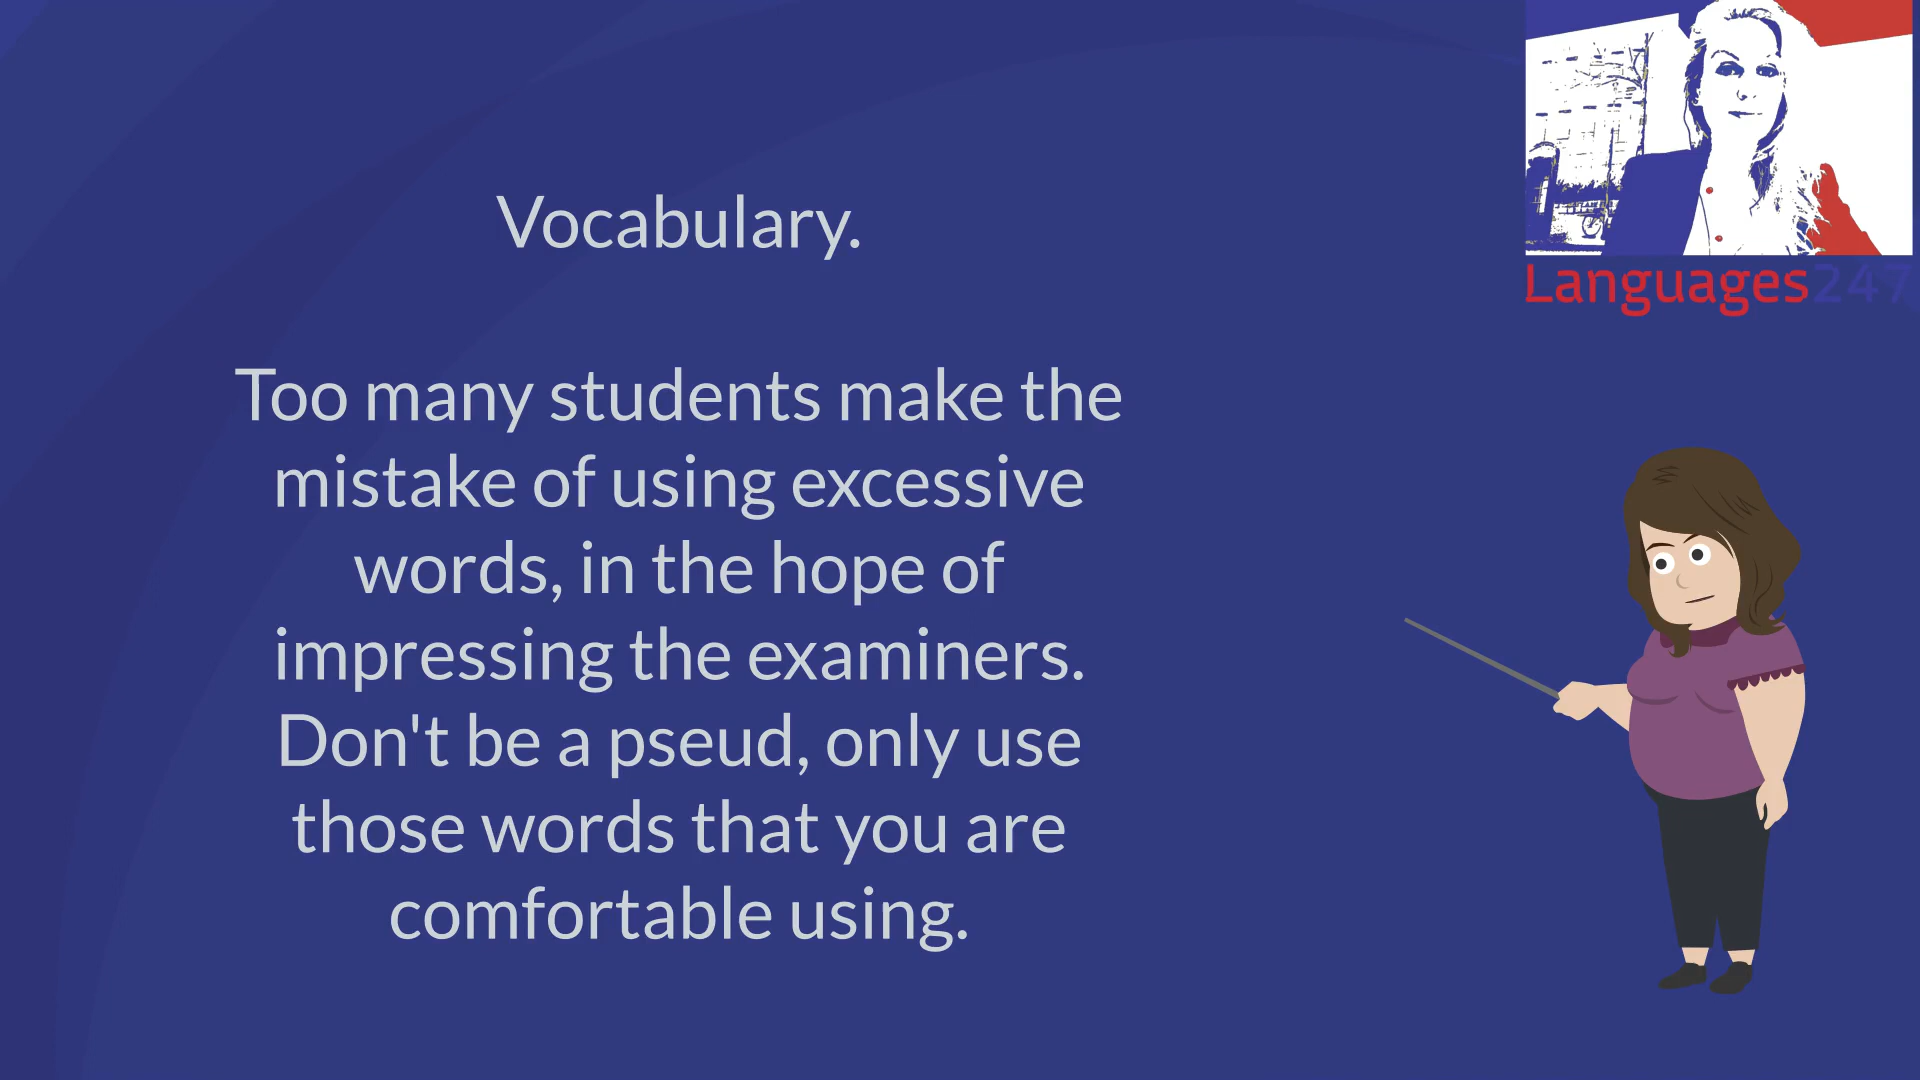 Vocabulary.
Too many students make the
mistake of using excessive
words, in the hope of
impressing the examiners.
Don't be a pseud, only use
those words that you are
comfortable using.
Languages247